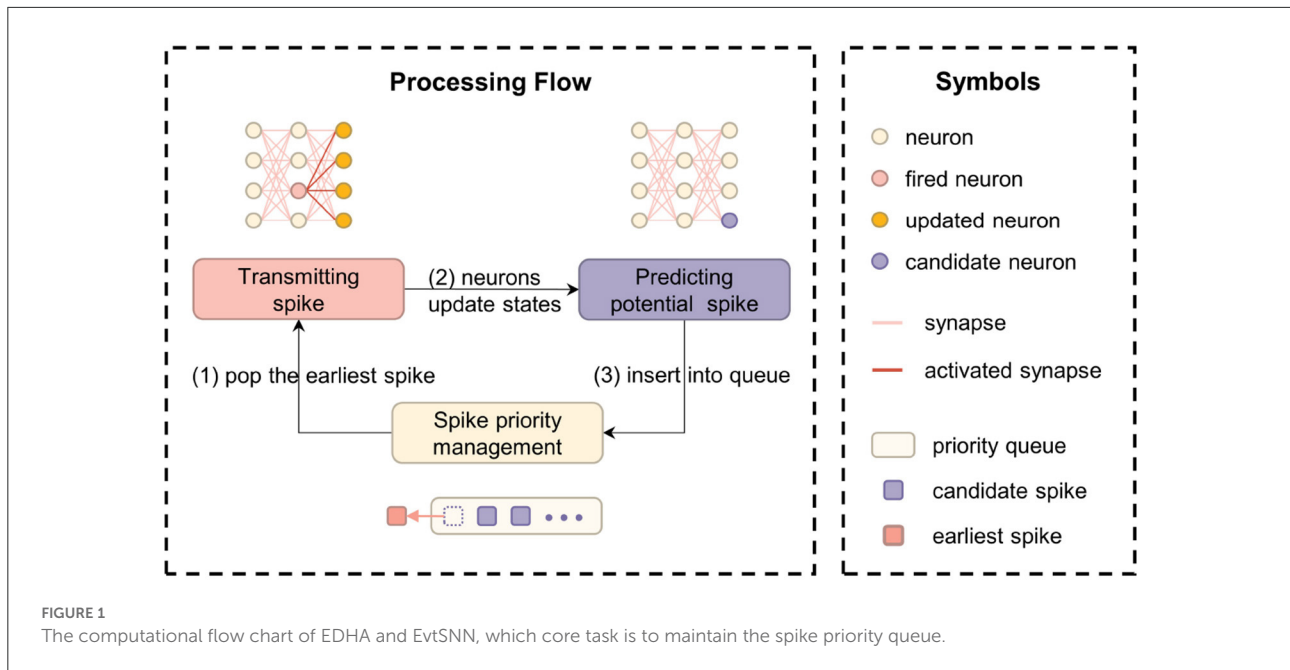 Processing Flow
Transmitting
spike
(2) neurons
update states
Predicting
potential spike
(1) pop the earliest spike
(3) insert into queue
Spike priority
management
Symbols
neuron
fired neuron
updated neuron
candidate neuron
synapse
activated synapse
priority queue
candidate spike
earliest spike
FIGURE 1
The computational flow chart of EDHA and EvtSNN, which core task is to maintain the spike priority queue.